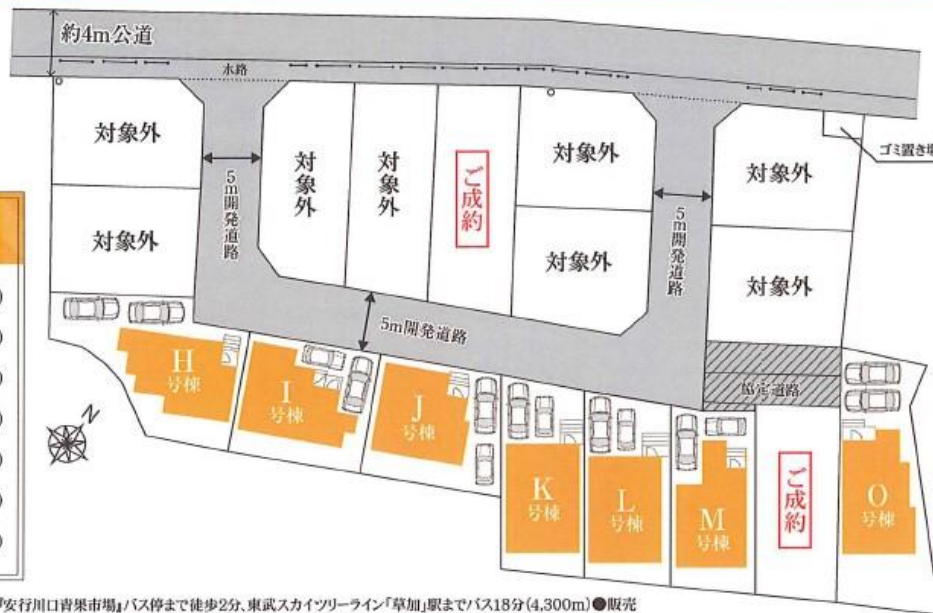 約4m公道
水路
対象外
対象外
5m開発道路
対象外
対象外
ご成約
対象外
対象外
5m開発道路
対象外
対象外
ゴミ置き場
5m開発道路
協定道路
H
号棟
I
号棟
J
号棟
K
号棟
L
号棟
M
号棟
ご成約
O
号棟
N
『安行川口青果市場』バス停まで徒歩2分、東武スカイツリーライン「草加」駅までバス18分(4,300m)●販売